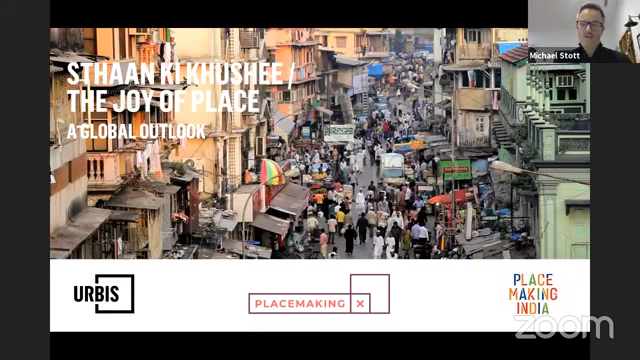 Michael Stott
STHAAN KI KHUSHEE /
THE JOY OF PLACE
A GLOBAL OUTLOOK
URBIS
PLACEMAKING X
PLACE
MAKING
INDIA
zoom